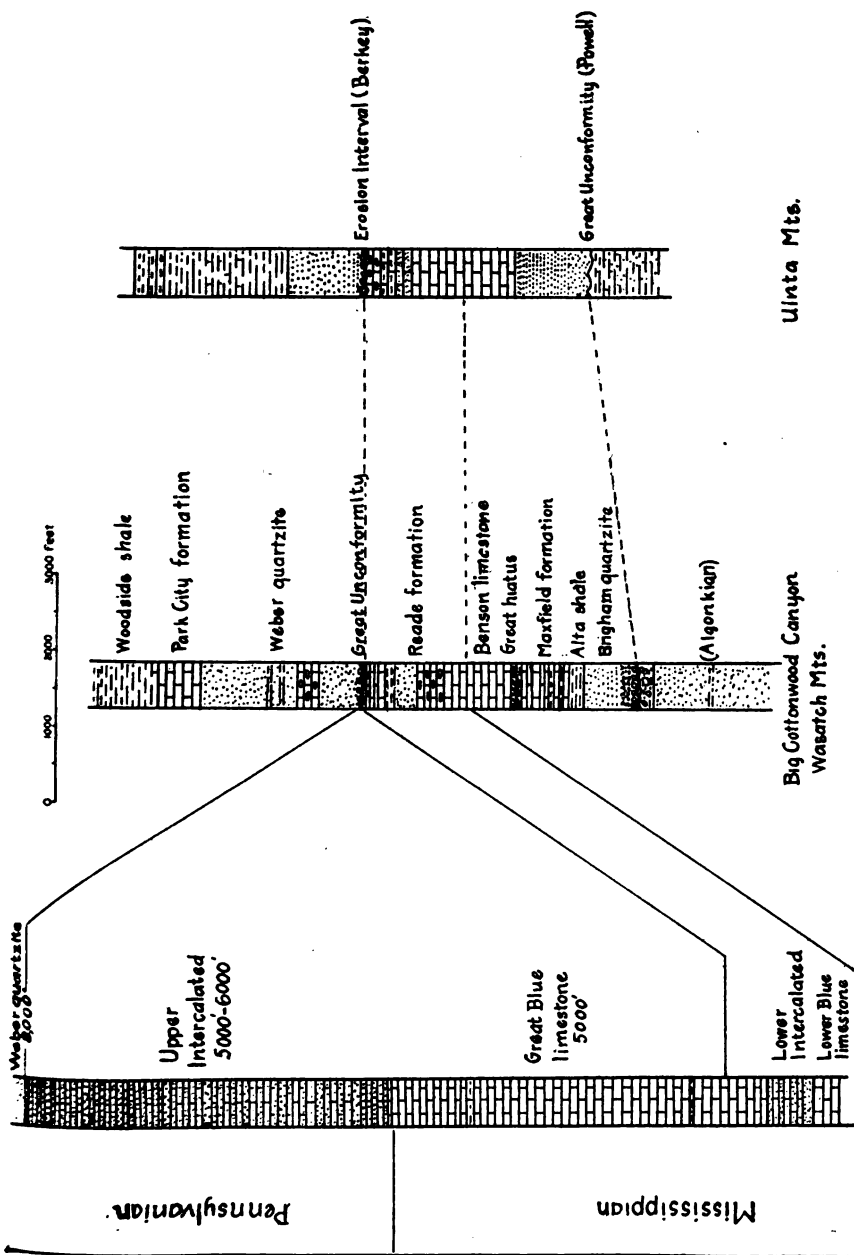 Weber quartzite
8,000'
Upper
Intercalated
5000'-6000'
Great Blue
limestone
5000'
Lower
Intercalated
Lower Blue
limestone
Pennsylvanian
Mississippian
0 1000 2000 3000 Feet
Woodside shale
Park City formation
Weber quartzite
Great Unconformity
Reade formation
Benson limestone
Great hiatus
Maxfield formation
Alta shale
Brigham quartzite
(Algonkian)
Big Cottonwood Canyon
Wasatch Mts.
Erosion Interval (Berkey)
Great Unconformity (Powell)
Uinta Mts.